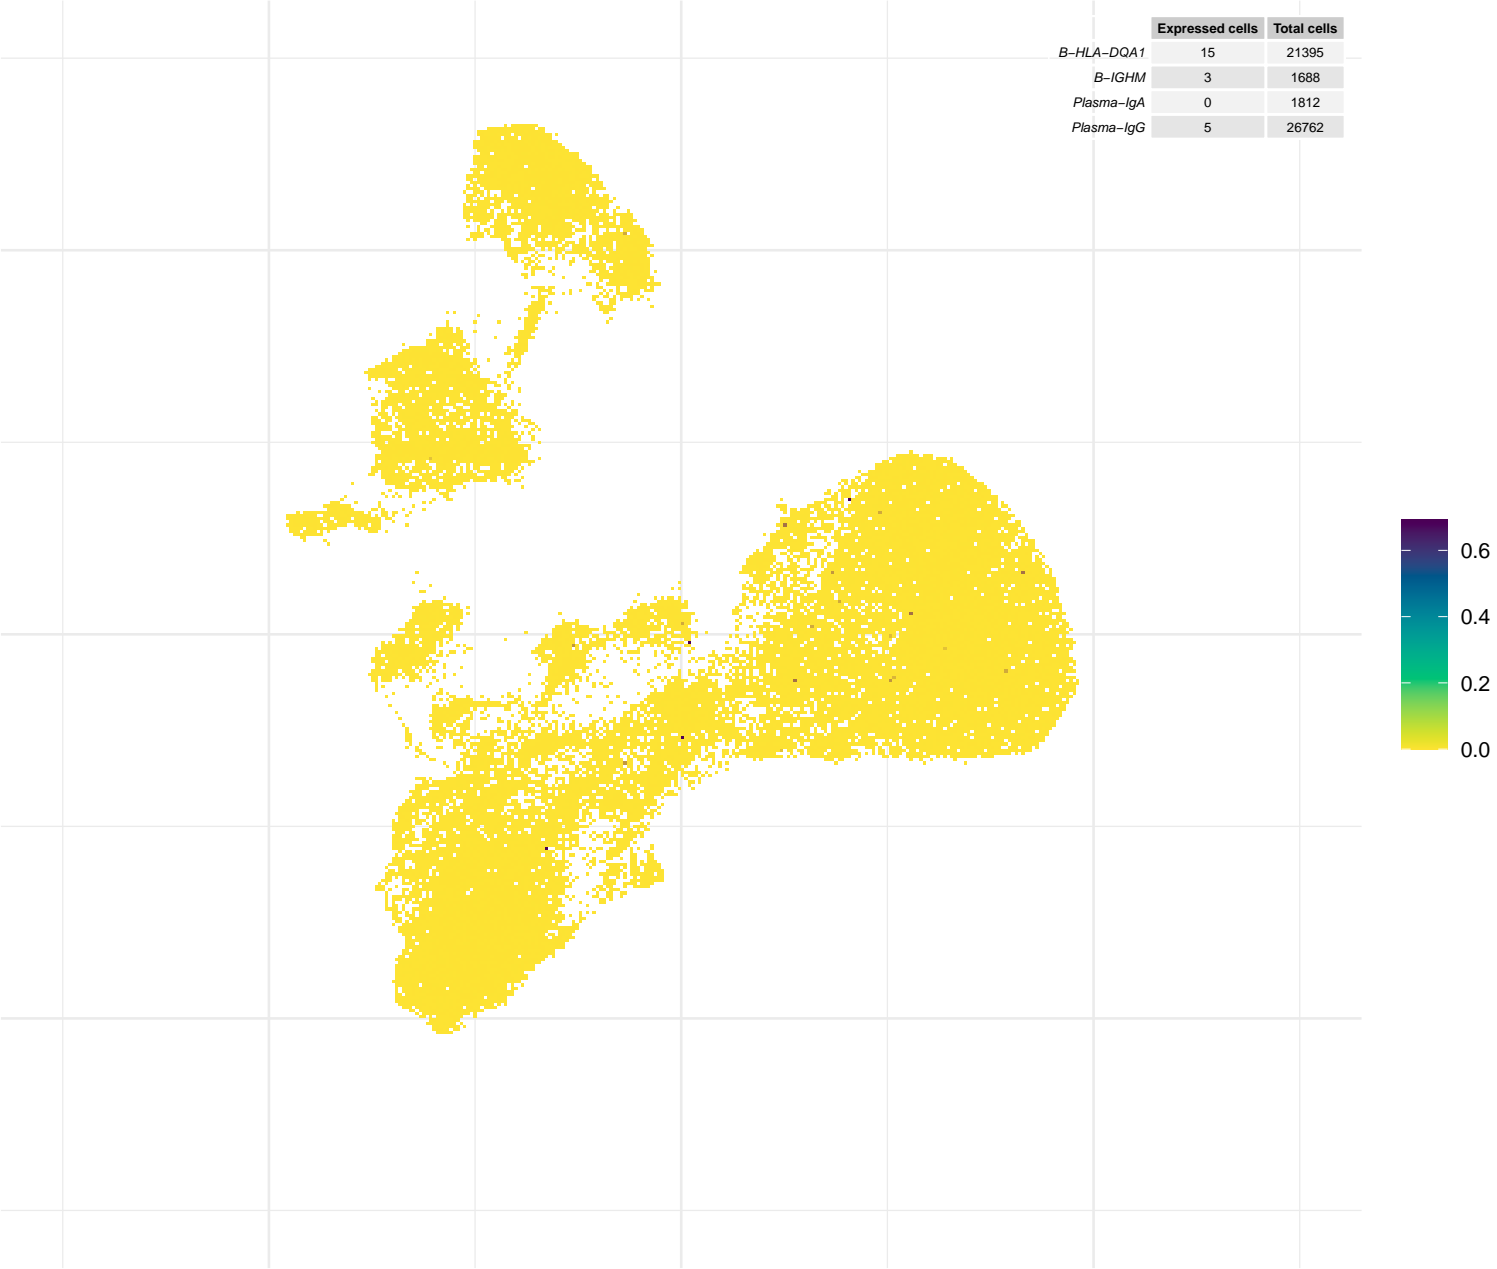 Expressed cells Total cells
B−HLA−DQA1 15 21395
B−IGHM 3 1688
Plasma−IgA 0 1812
Plasma−IgG 5 26762
0.6
0.4
0.2
0.0